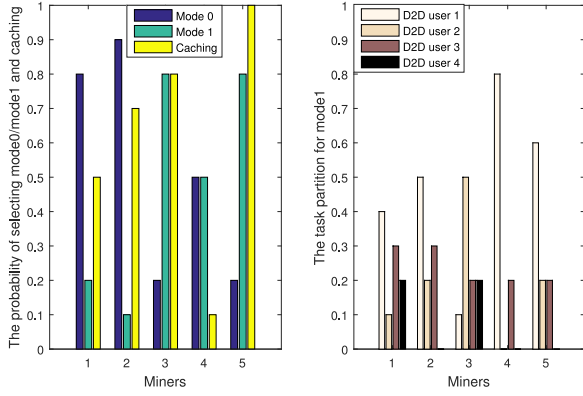 The probability of selecting mode0/mode1 and caching
1
0.9
0.8
0.7
0.6
0.5
0.4
0.3
0.2
0.1
0
Mode 0
Mode 1
Caching
1 2 3 4 5
Miners
The task partition for mode1
1
0.9
0.8
0.7
0.6
0.5
0.4
0.3
0.2
0.1
0
D2D user 1
D2D user 2
D2D user 3
D2D user 4
1 2 3 4 5
Miners